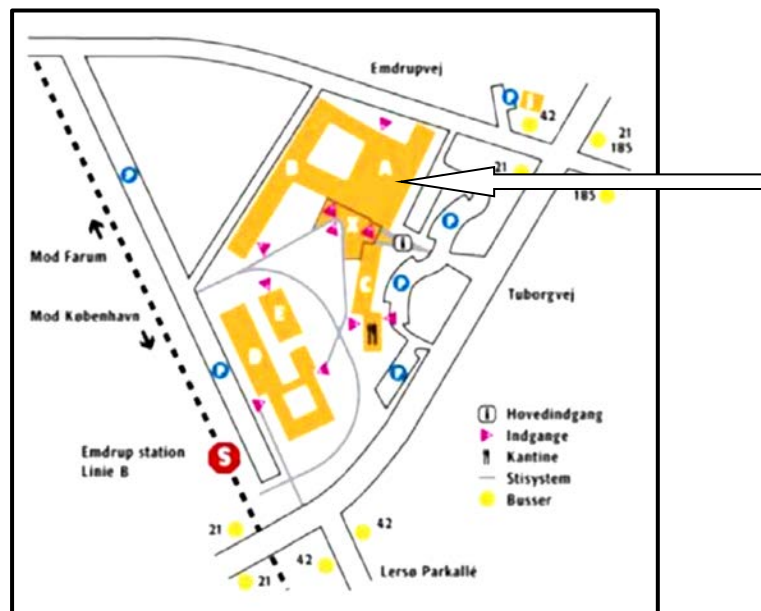 Emdrupvej
42
21
185
21
185
B
A
Mod Farum
Mod København
C
Tuborgvej
E
D
Hovedindgang
Indgange
Kantine
Stisystem
Busser
Emdrup station
Linie B
S
21
42
42
21
Lersø Parkallé